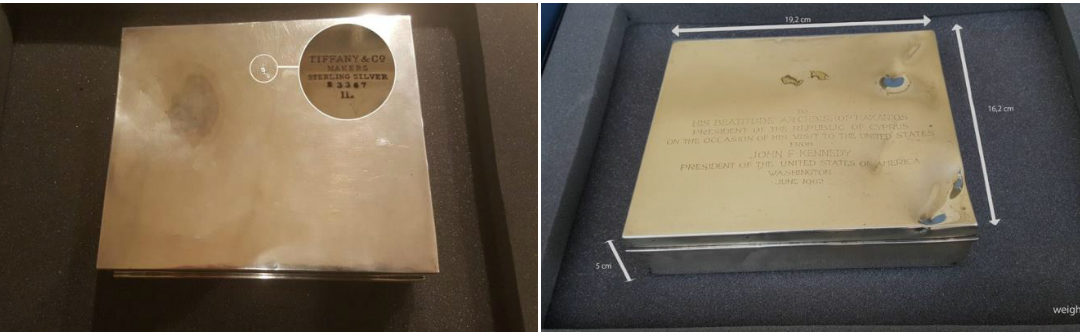 TIFFANY & Co
MAKERS
STERLING SILVER
19,2 cm
16,2 cm
5 cm
TO
HIS BEATITUDE ARCHBISHOP MAKARIOS
PRESIDENT OF THE REPUBLIC OF CYPRUS
ON THE OCCASION OF HIS VISIT TO THE UNITED STATES
FROM
JOHN F. KENNEDY
PRESIDENT OF THE UNITED STATES OF AMERICA
WASHINGTON
JUNE 1962
weigh